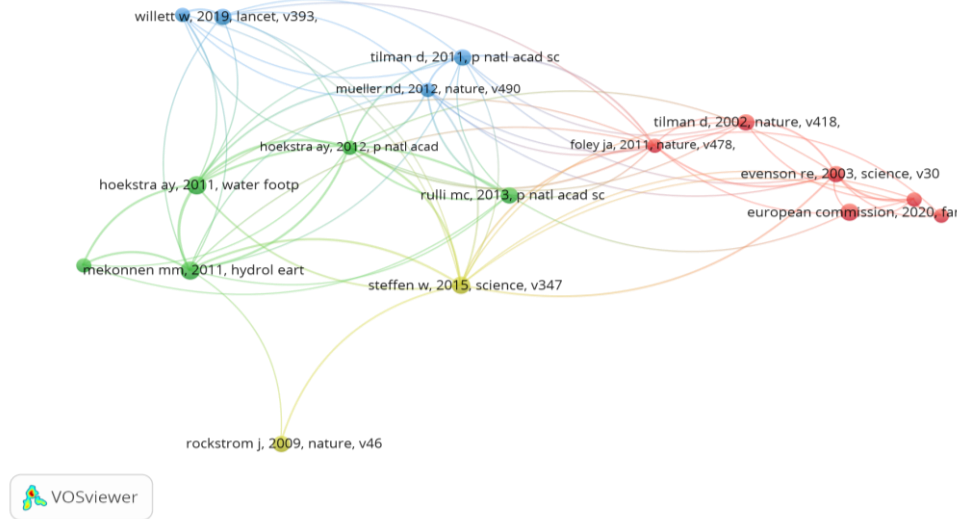 willett w, 2019, lancet, v393,
tilman d, 2011, p natl acad sc
mueller nd, 2012, nature, v490
tilman d, 2002, nature, v418,
hoekstra ay, 2012, p natl acad
foley ja, 2011, nature, v478,
evenson re, 2003, science, v30
hoekstra ay, 2011, water footp
rulli mc, 2013, p natl acad sc
european commission, 2020, far
mekonnen mm, 2011, hydrol eart
steffen w, 2015, science, v347
rockstrom j, 2009, nature, v46
VOSviewer